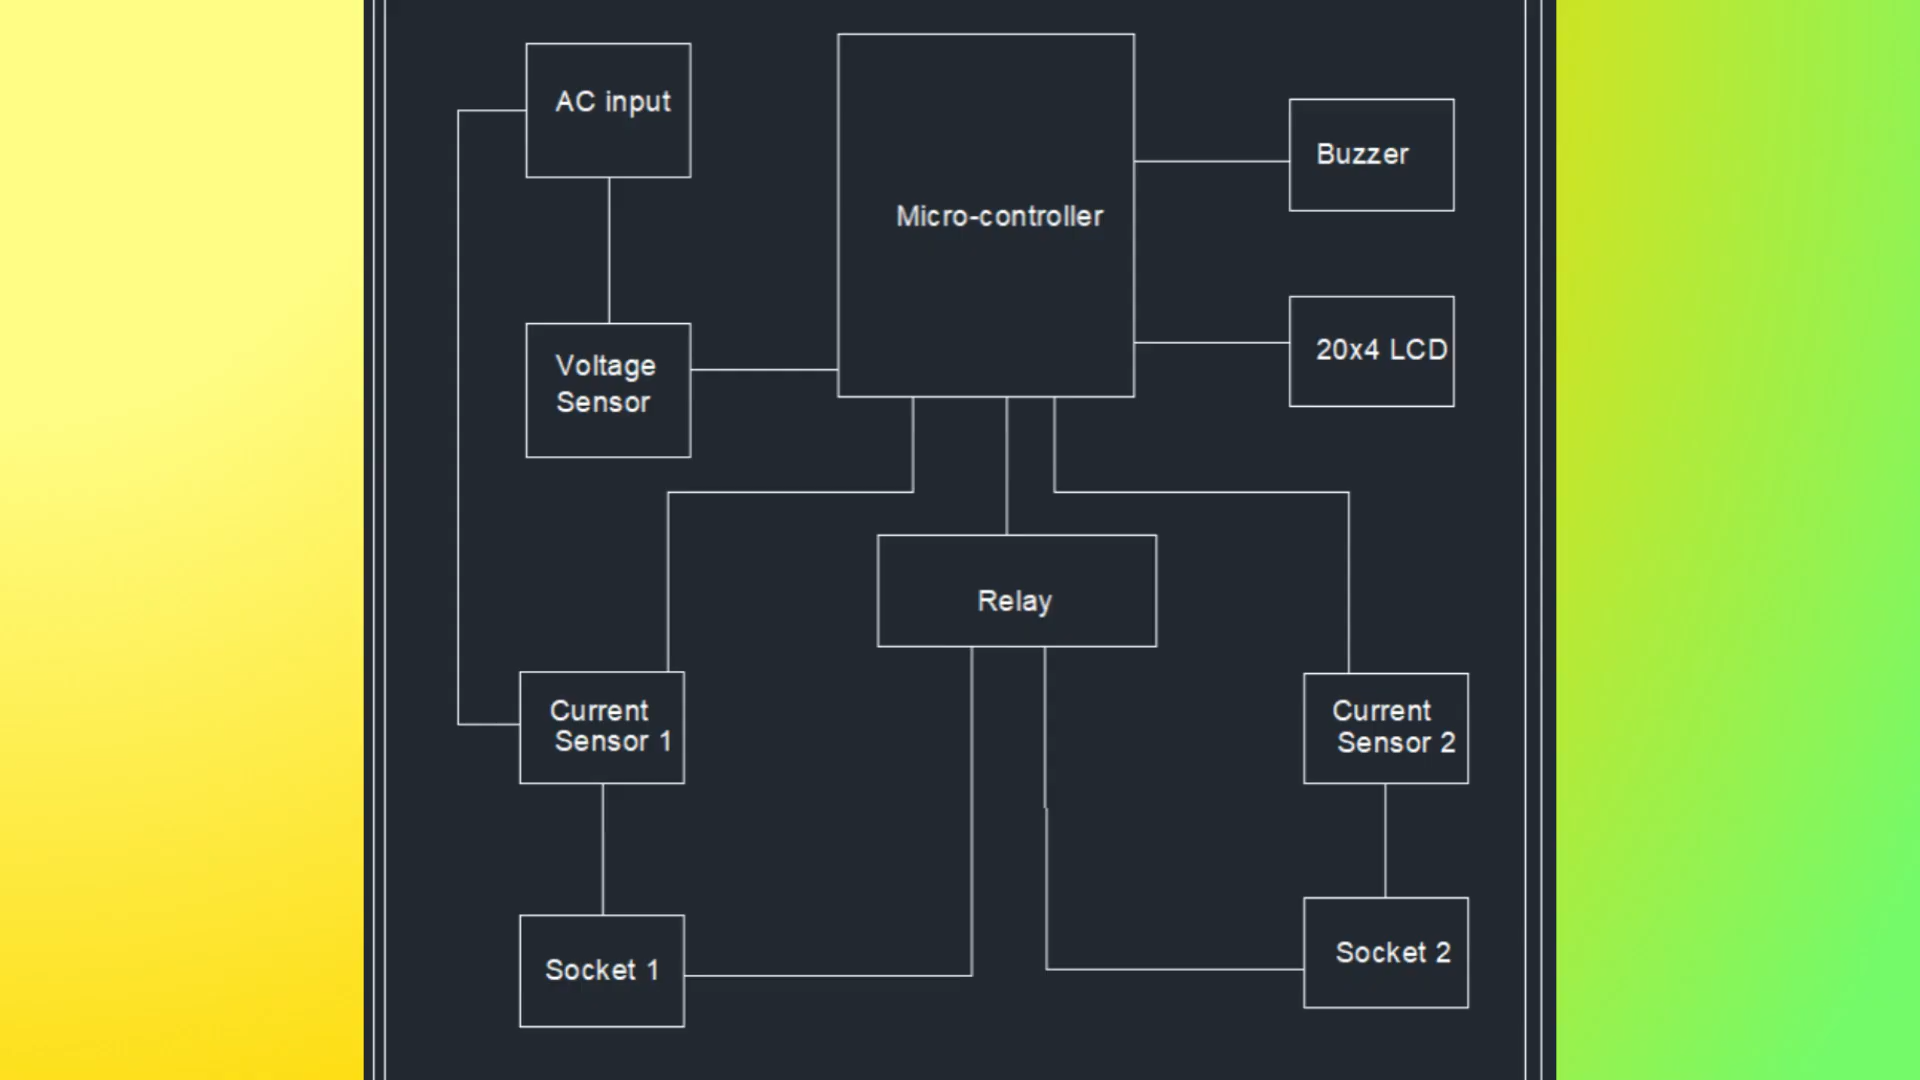 AC input
Micro-controller
Buzzer
20x4 LCD
Voltage
Sensor
Relay
Current
Sensor 1
Current
Sensor 2
Socket 1
Socket 2